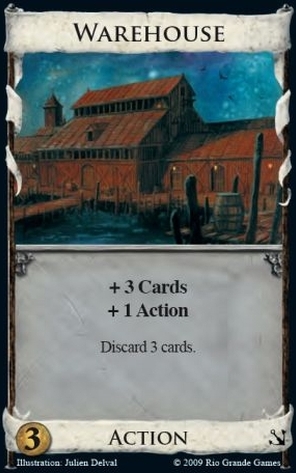 WAREHOUSE
+ 3 Cards
+ 1 Action
Discard 3 cards.
3
ACTION
Illustration: Julien Delval © 2009 Rio Grande Games